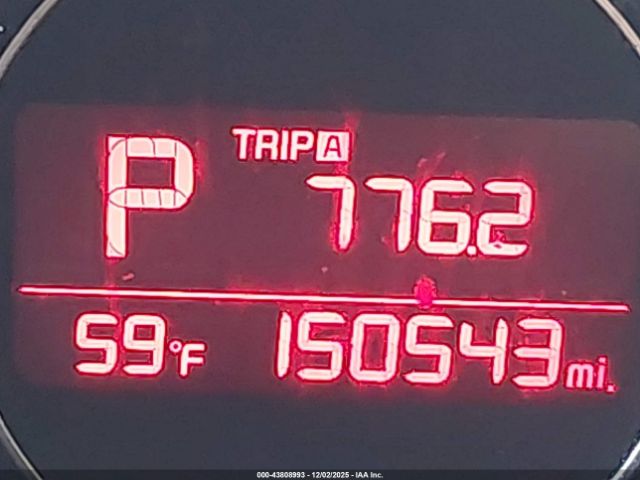 P TRIP A
776.2
59°F 150543 mi.
000-43808993 - 12/02/2025 - IAA Inc.